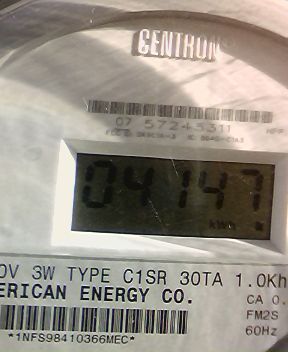 CENTRON
07 57245311
04147
kWh
0V 3W TYPE C1SR 30TA 1.0Kh
ERICAN ENERGY CO.
CA 0.
FM2S
60Hz
*1NFS98410366MEC*